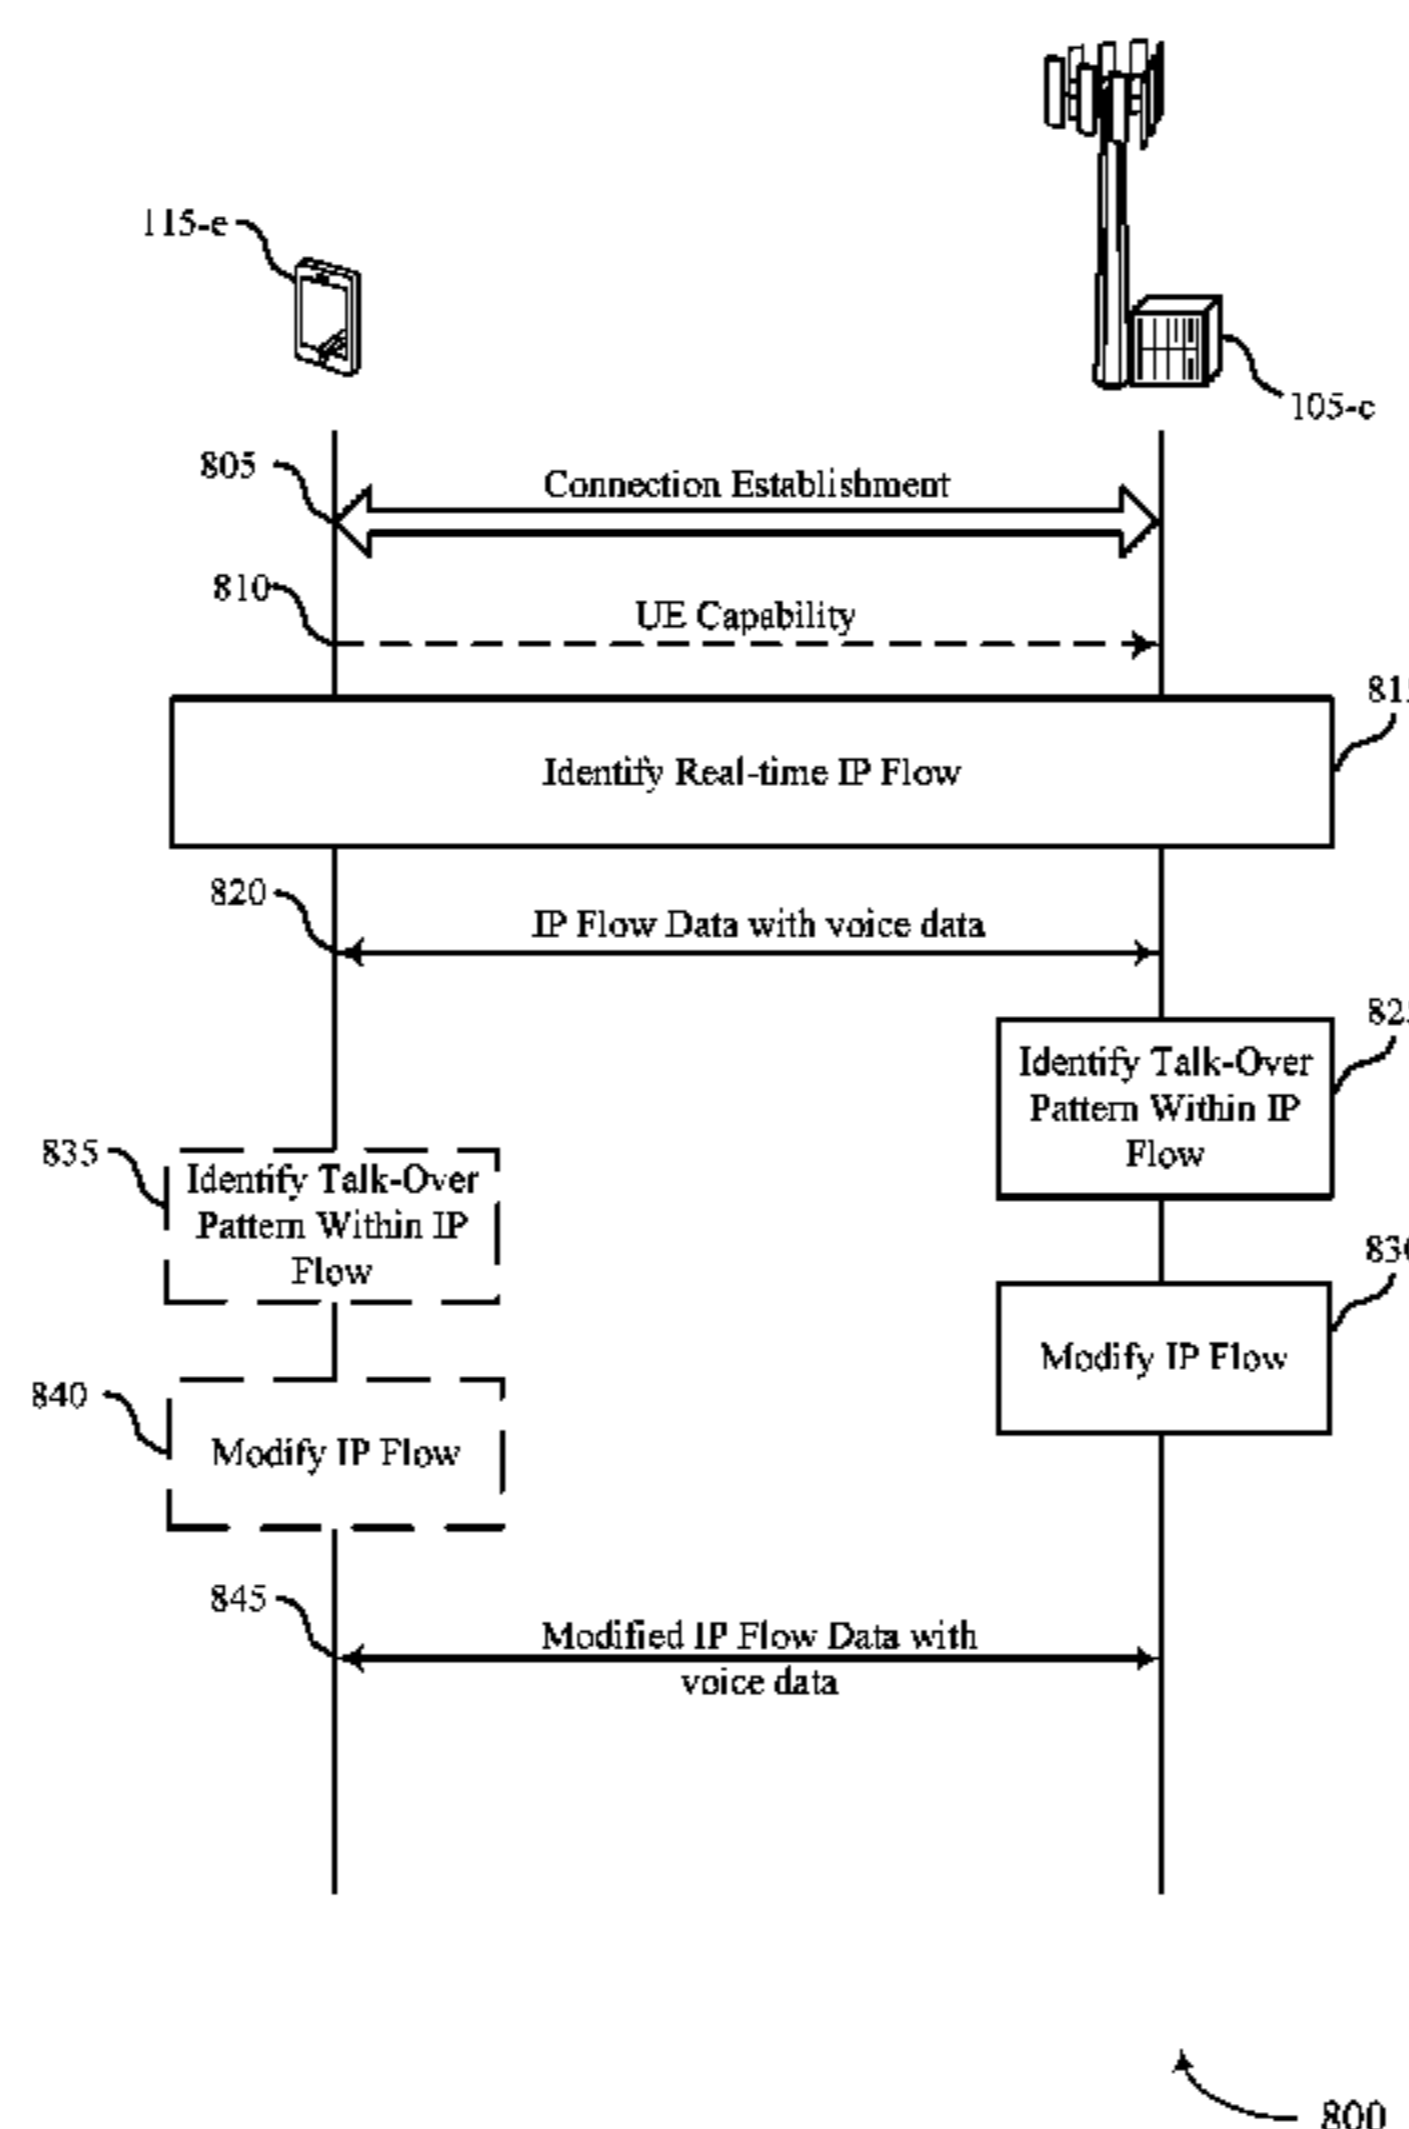 115-e
105-c
805
Connection Establishment
810
UE Capability
Identify Real-time IP Flow
820
IP Flow Data with voice data
Identify Talk-Over
Pattern Within IP
Flow
835
Identify Talk-Over
Pattern Within IP
Flow
Modify IP Flow
840
Modify IP Flow
845
Modified IP Flow Data with
voice data
800